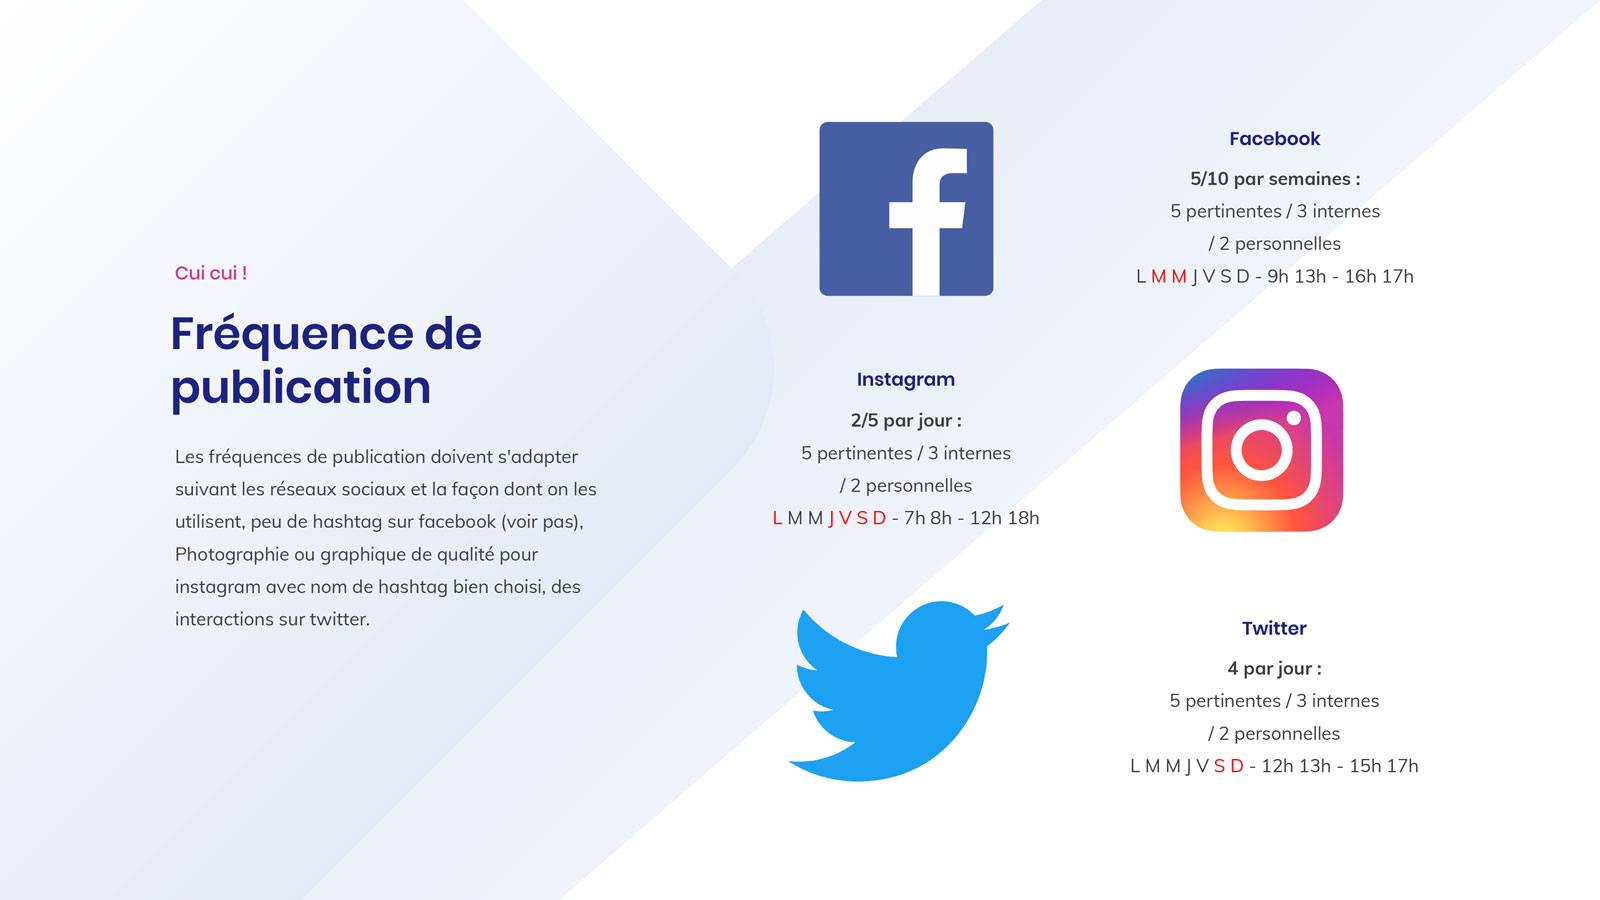 Cui cui !
Fréquence de
publication
Les fréquences de publication doivent s'adapter
suivant les réseaux sociaux et la façon dont on les
utilisent, peu de hashtag sur facebook (voir pas),
Photographie ou graphique de qualité pour
instagram avec nom de hashtag bien choisi, des
interactions sur twitter.
Facebook
5/10 par semaines :
5 pertinentes / 3 internes
/ 2 personnelles
L M M J V S D - 9h 13h - 16h 17h
Instagram
2/5 par jour :
5 pertinentes / 3 internes
/ 2 personnelles
L M M J V S D - 7h 8h - 12h 18h
Twitter
4 par jour :
5 pertinentes / 3 internes
/ 2 personnelles
L M M J V S D - 12h 13h - 15h 17h